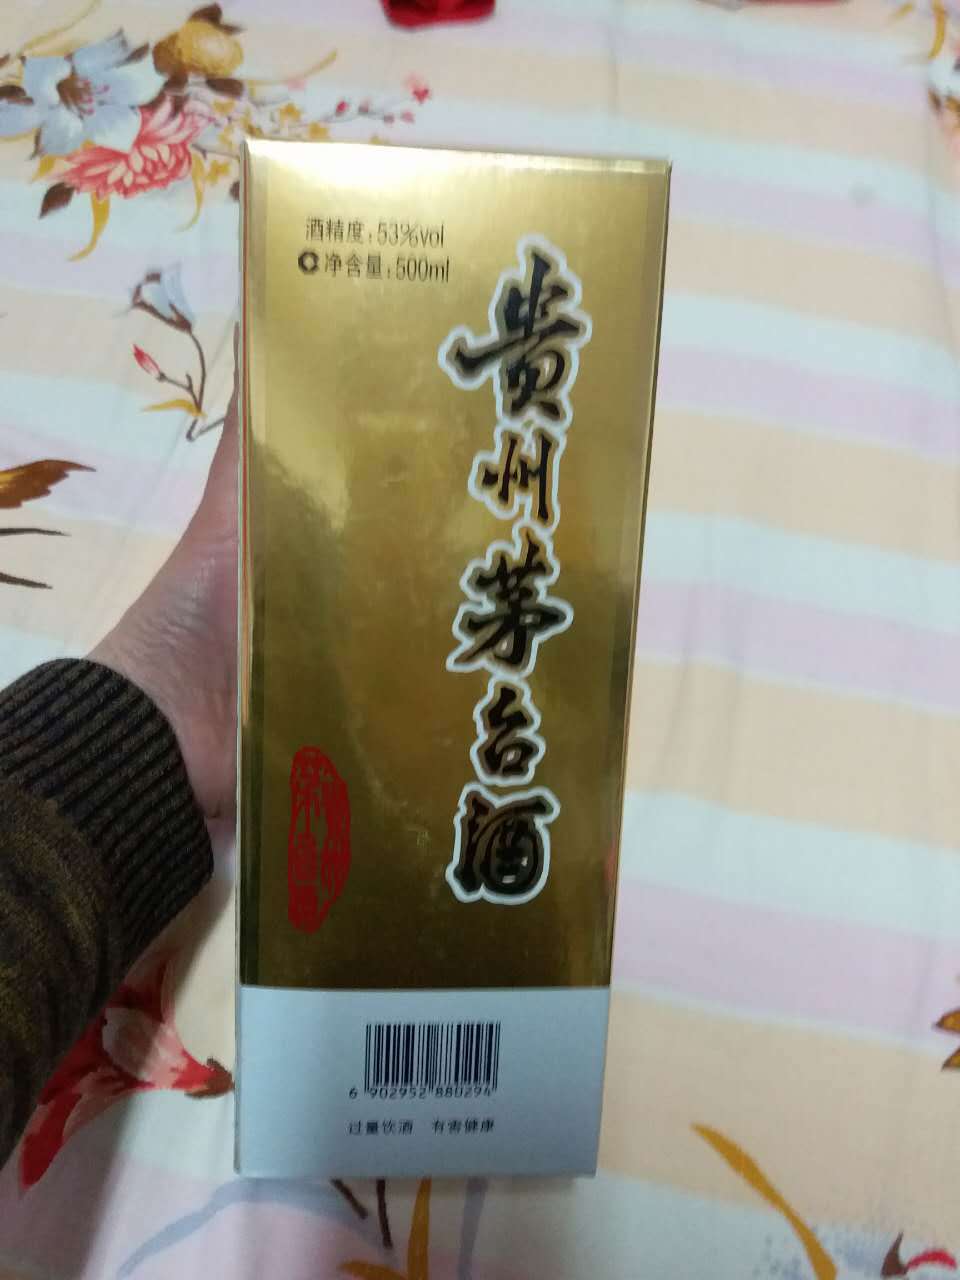 酒精度:53%vol
净含量:500ml
贵州茅台酒
6 902952 880294
过量饮酒 有害健康